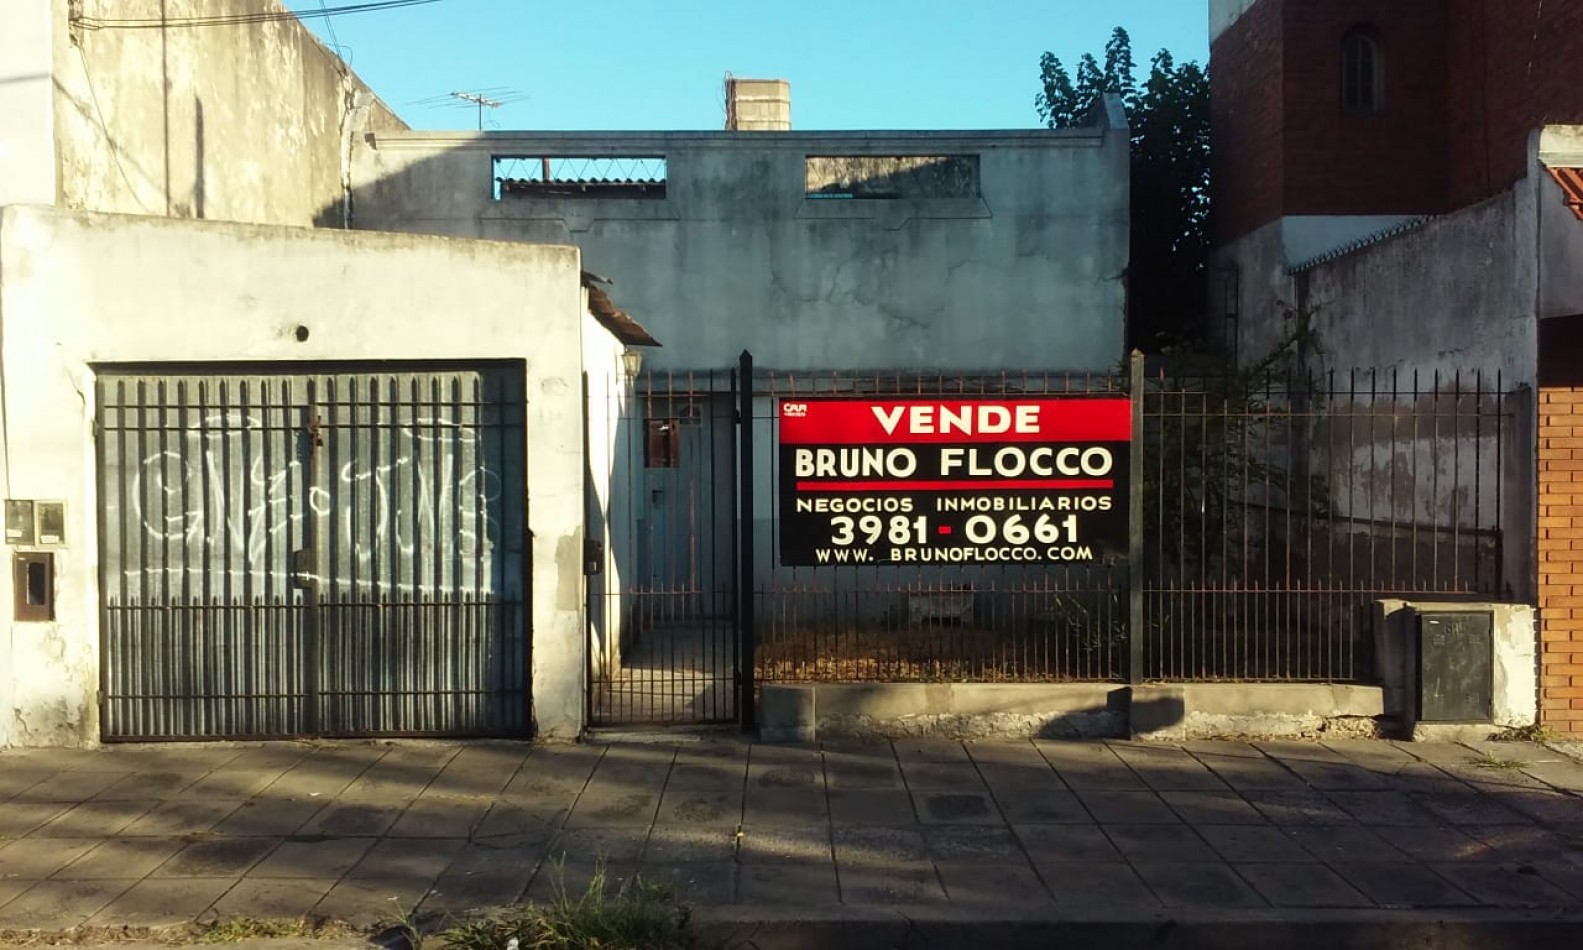 VENDE
BRUNO FLOCCO
NEGOCIOS INMOBILIARIOS
3981-0661
WWW. BRUNOFLOCCO. COM